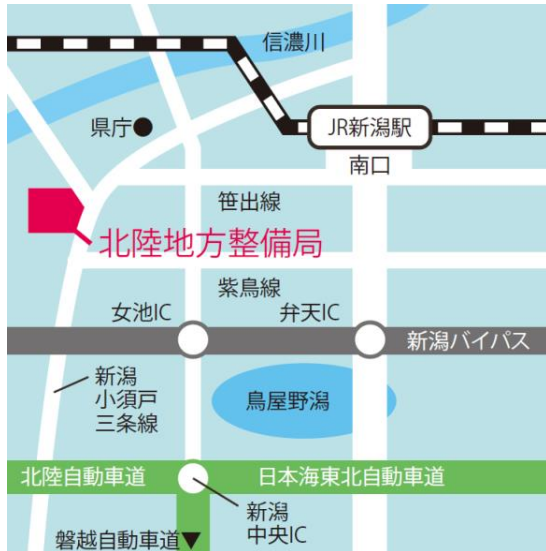 信濃川
県庁
JR新潟駅
南口
笹出線
北陸地方整備局
紫鳥線
女池IC
弁天IC
新潟バイパス
新潟
小須戸
三条線
鳥屋野潟
北陸自動車道
日本海東北自動車道
新潟
中央IC
磐越自動車道▼